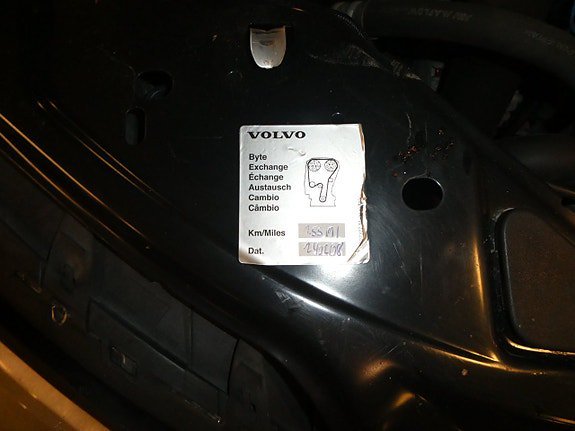 VOLVO
Byte
Exchange
Échange
Austausch
Cambio
Câmbio
Km/Miles
Dat.